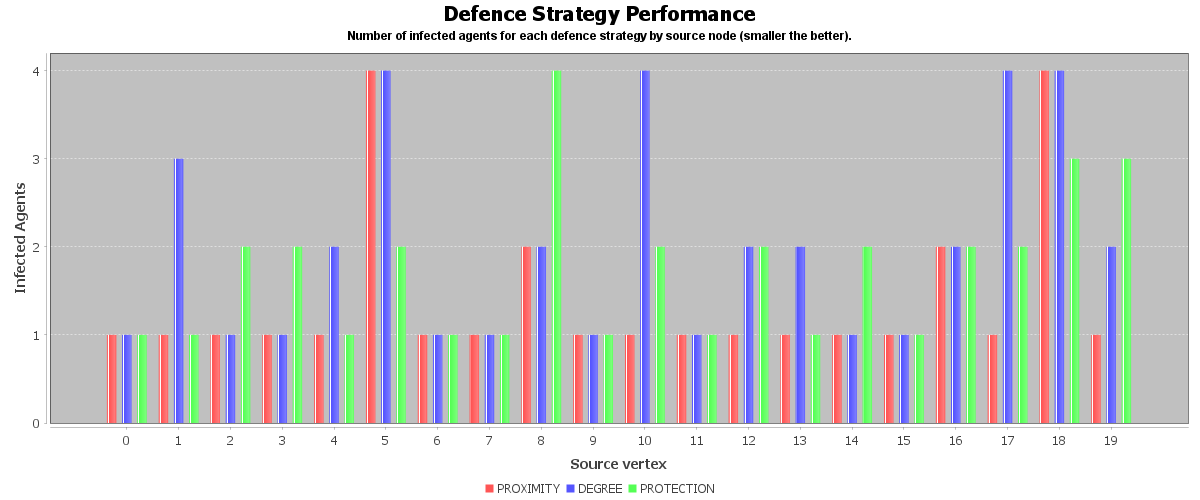 Defence Strategy Performance
Number of infected agents for each defence strategy by source node (smaller the better).
Infected Agents
4
3
2
1
0
0 1 2 3 4 5 6 7 8 9 10 11 12 13 14 15 16 17 18 19
Source vertex
PROXIMITY DEGREE PROTECTION